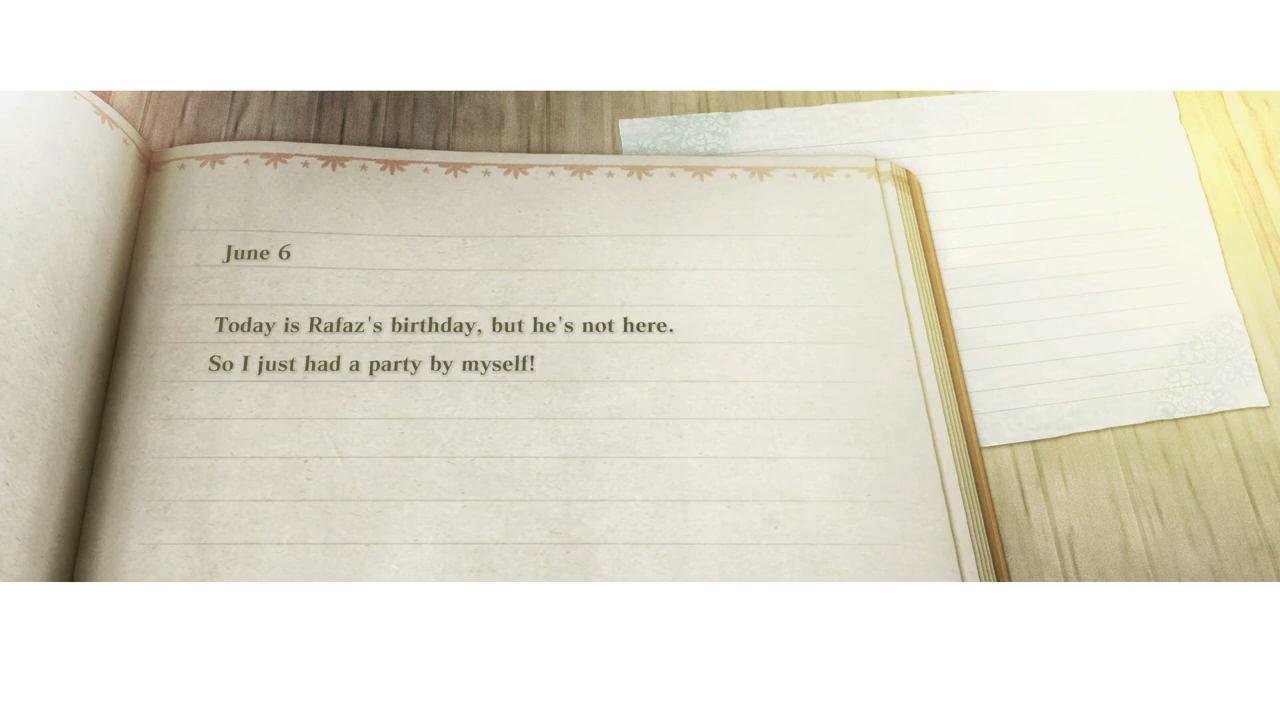 June 6
Today is Rafaz's birthday, but he's not here.
So I just had a party by myself!